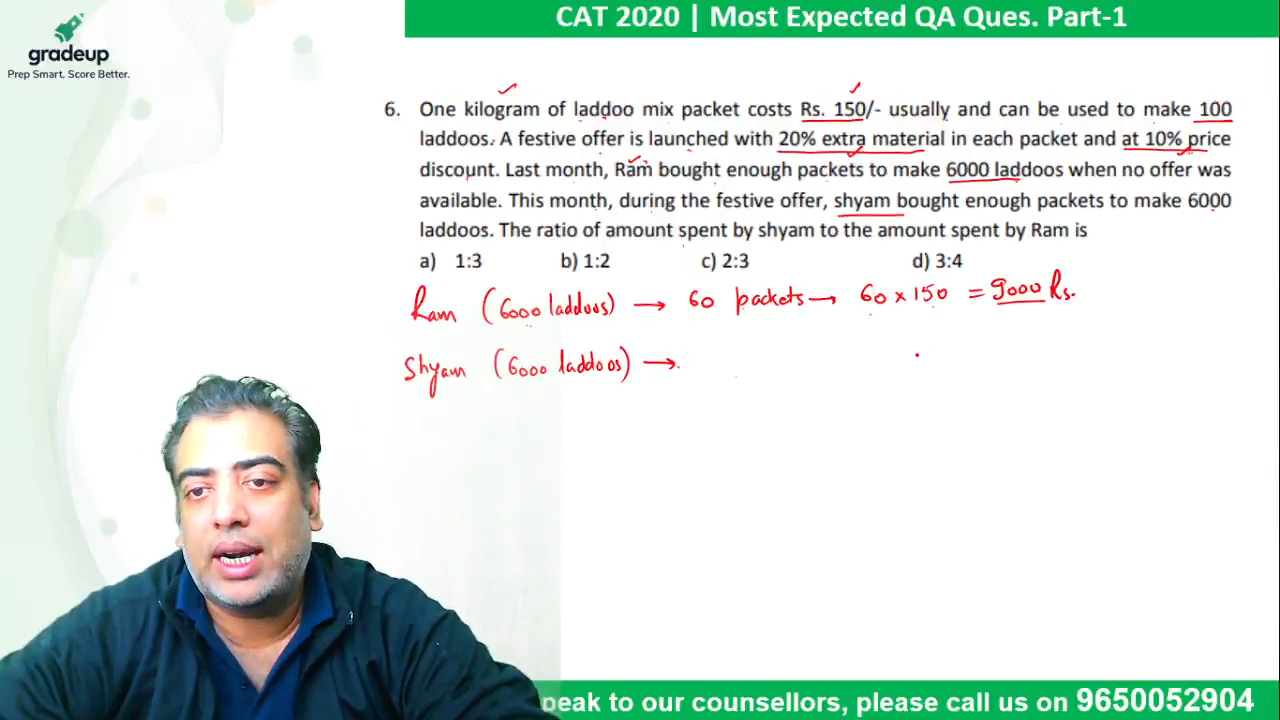 CAT 2020 | Most Expected QA Ques. Part-1
gradeup
Prep Smart. Score Better.
6. One kilogram of laddoo mix packet costs Rs. 150/- usually and can be used to make 100
laddoos. A festive offer is launched with 20% extra material in each packet and at 10% price
discount. Last month, Ram bought enough packets to make 6000 laddoos when no offer was
available. This month, during the festive offer, shyam bought enough packets to make 6000
laddoos. The ratio of amount spent by shyam to the amount spent by Ram is
a) 1:3 b) 1:2 c) 2:3 d) 3:4
Ram (6000 laddoos) → 60 packets → 60 × 150 = 9000 Rs.
Shyam (6000 laddoos) →
peak to our counsellors, please call us on 9650052904